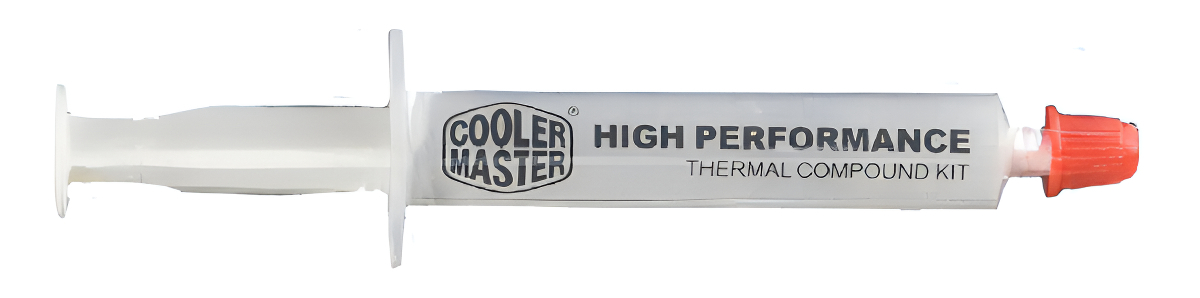 COOLER
MASTER
®
HIGH PERFORMANCE
THERMAL COMPOUND KIT